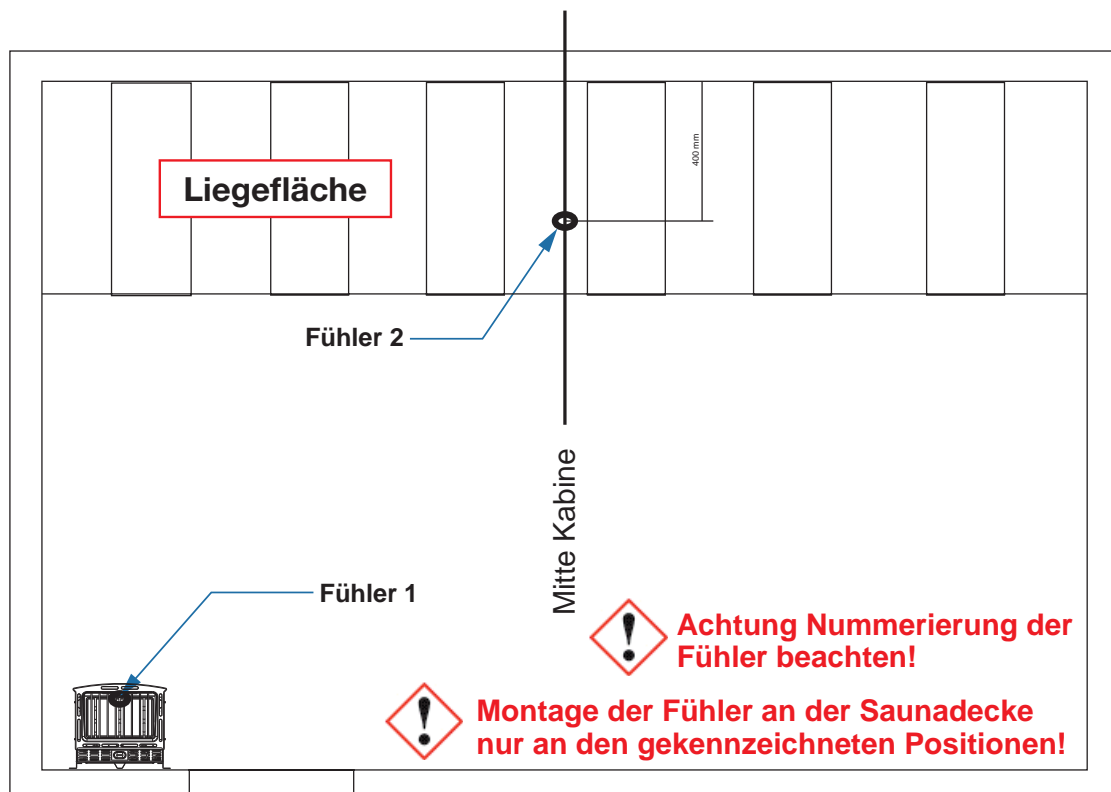 400 mm
Liegefläche
Fühler 2
Mitte Kabine
Fühler 1
Achtung Nummerierung der
Fühler beachten!
Montage der Fühler an der Saunadecke
nur an den gekennzeichneten Positionen!